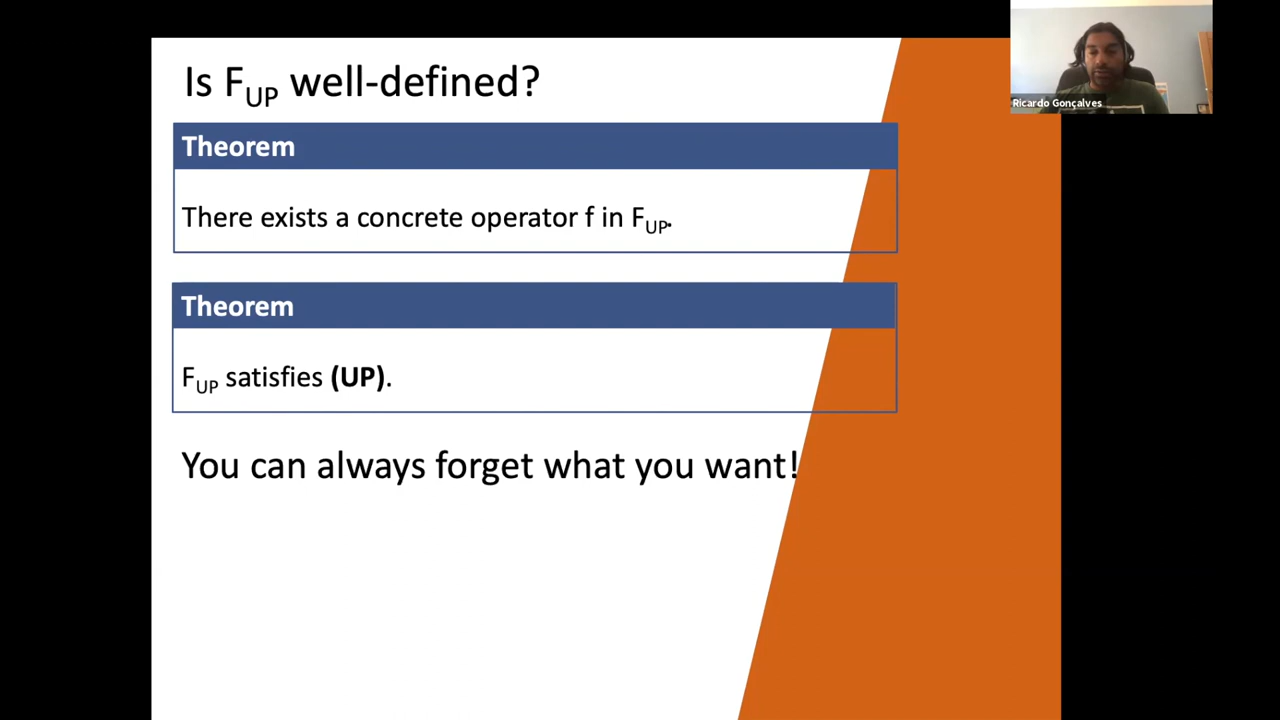 Is F_UP well-defined?
Ricardo Gonçalves
Theorem
There exists a concrete operator f in F_UP.
Theorem
F_UP satisfies (UP).
You can always forget what you want!